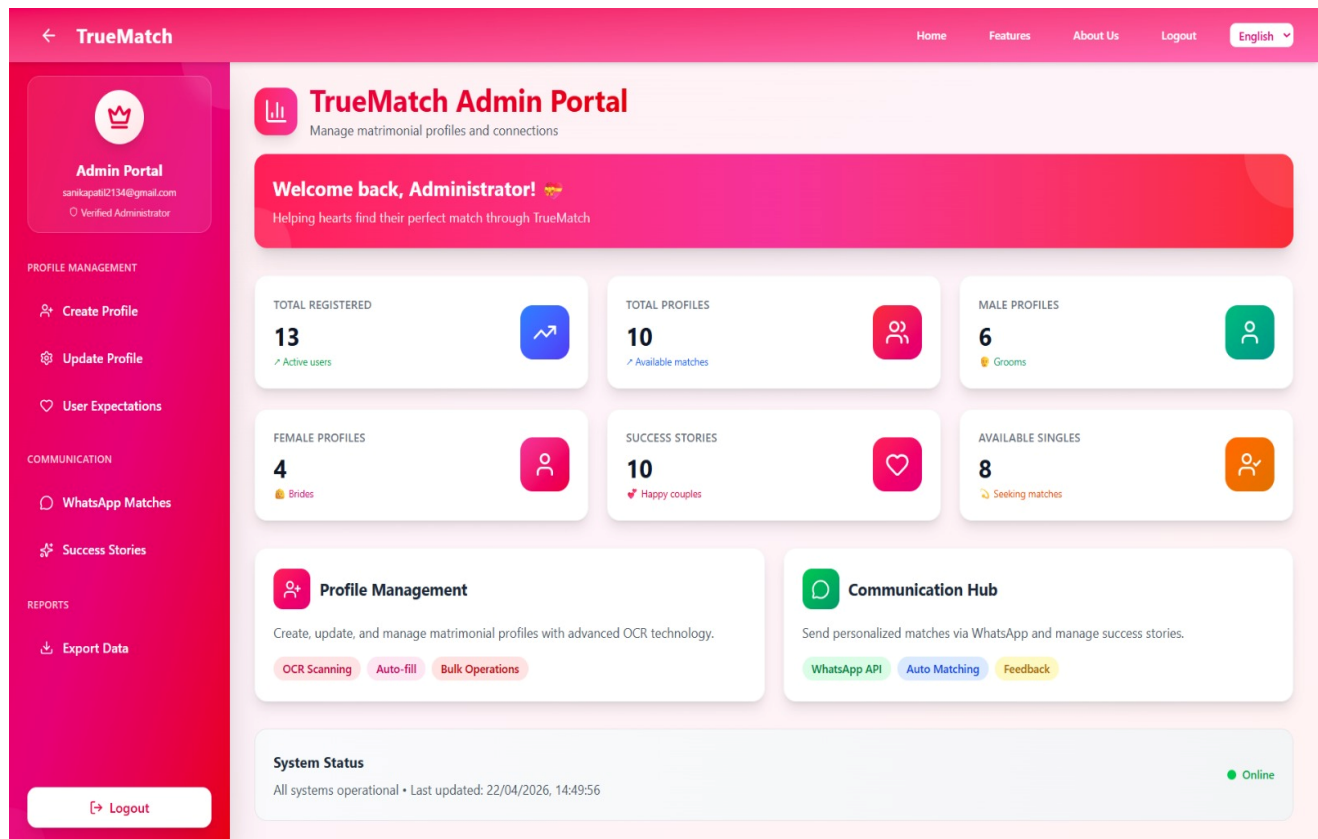 TrueMatch
Home
Features
About Us
Logout
English
Admin Portal
sanikapatil2134@gmail.com
Verified Administrator
PROFILE MANAGEMENT
Create Profile
Update Profile
User Expectations
COMMUNICATION
WhatsApp Matches
Success Stories
REPORTS
Export Data
Logout
TrueMatch Admin Portal
Manage matrimonial profiles and connections
Welcome back, Administrator! 💝
Helping hearts find their perfect match through TrueMatch
TOTAL REGISTERED
13
↗ Active users
TOTAL PROFILES
10
↗ Available matches
MALE PROFILES
6
Grooms
FEMALE PROFILES
4
Brides
SUCCESS STORIES
10
💕 Happy couples
AVAILABLE SINGLES
8
💫 Seeking matches
Profile Management
Create, update, and manage matrimonial profiles with advanced OCR technology.
OCR Scanning
Auto-fill
Bulk Operations
Communication Hub
Send personalized matches via WhatsApp and manage success stories.
WhatsApp API
Auto Matching
Feedback
System Status
All systems operational • Last updated: 22/04/2026, 14:49:56
Online